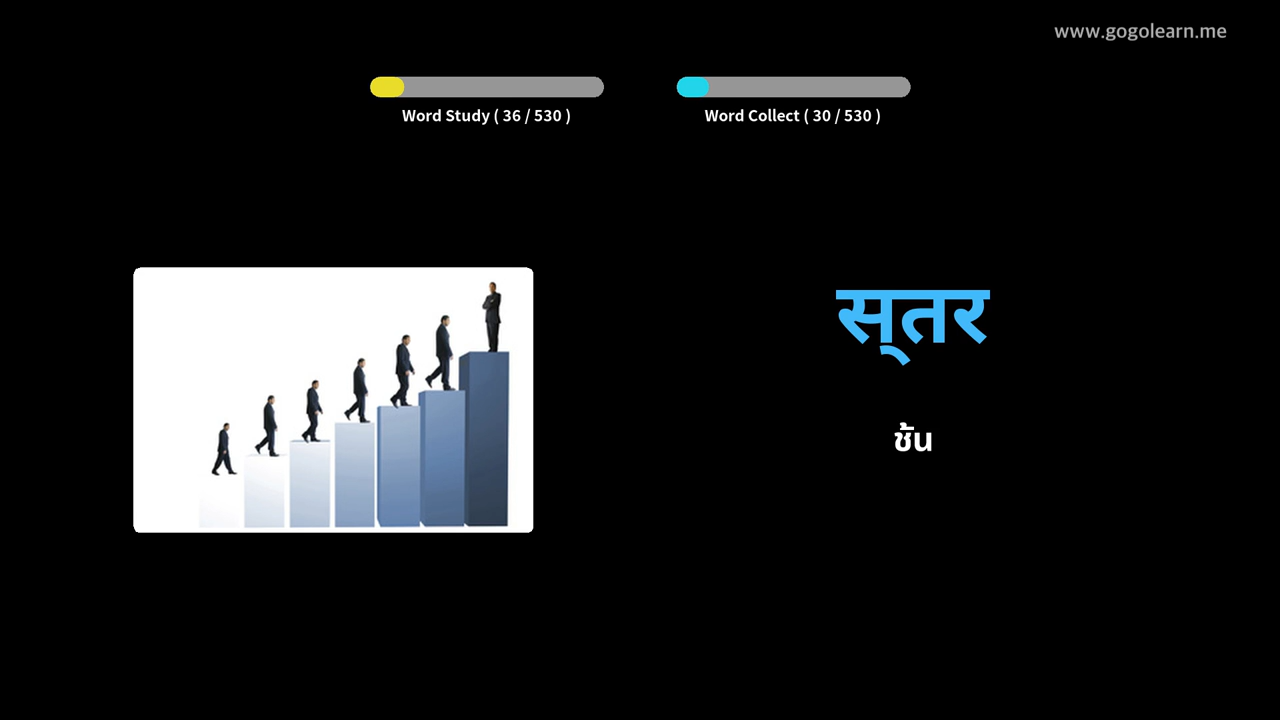 www.gogolearn.me
Word Study ( 36 / 530 )
Word Collect ( 30 / 530 )
स्‌तर
ชั้น